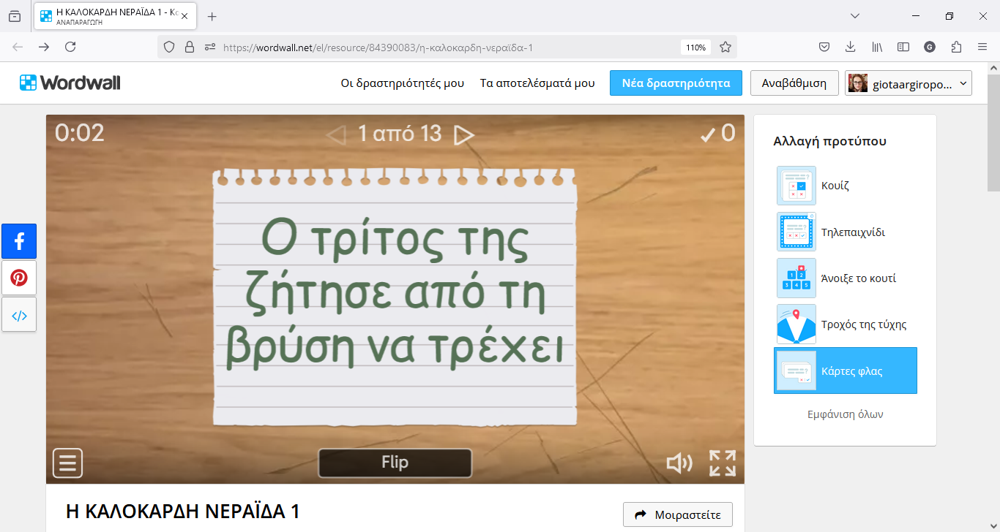 Η ΚΑΛΟΚΑΡΔΗ ΝΕΡΑΪΔΑ 1 - Κα
ΑΝΑΠΑΡΑΓΩΓΗ
https://wordwall.net/el/resource/84390083/η-καλοκαρδη-νεραϊδα-1
110%
G
Wordwall
Οι δραστηριότητές μου
Τα αποτελέσματά μου
Νέα δραστηριότητα
Αναβάθμιση
giotaargiropo...
0:02
1 από 13
0
Ο τρίτος της
ζήτησε από τη
βρύση να τρέχει
Flip
Αλλαγή προτύπου
Κουίζ
Τηλεπαιχνίδι
Άνοιξε το κουτί
Τροχός της τύχης
Κάρτες φλας
Εμφάνιση όλων
Η ΚΑΛΟΚΑΡΔΗ ΝΕΡΑΪΔΑ 1
Μοιραστείτε